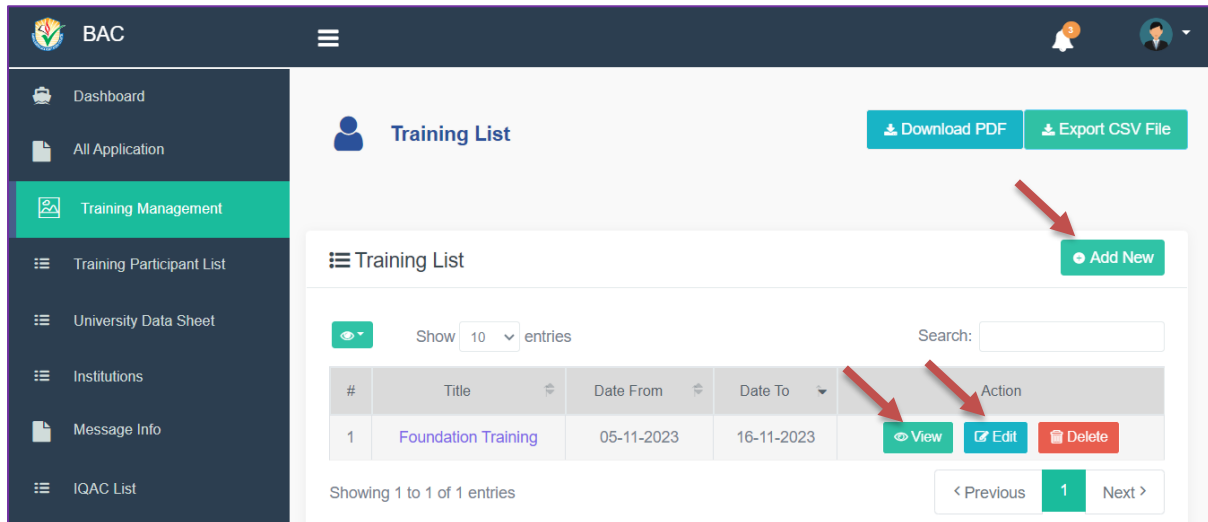 BAC
3
Dashboard
All Application
Training Management
Training Participant List
University Data Sheet
Institutions
Message Info
IQAC List
Training List
Download PDF
Export CSV File
Training List
Add New
Show 10 entries
Search:
# Title Date From Date To Action
1 Foundation Training 05-11-2023 16-11-2023 View Edit Delete
Showing 1 to 1 of 1 entries
Previous 1 Next